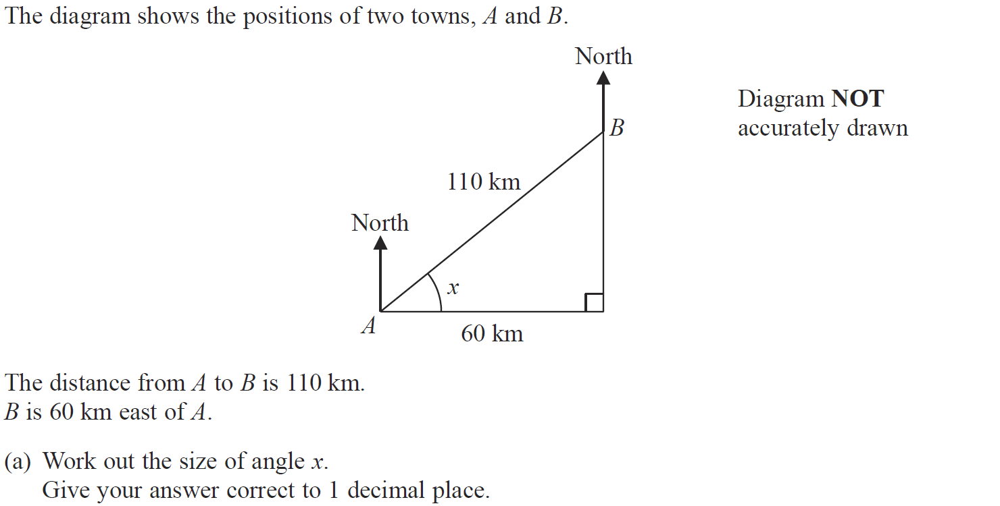 The diagram shows the positions of two towns, A and B.
North
Diagram NOT
accurately drawn
B
110 km
North
x
A
60 km
The distance from A to B is 110 km.
B is 60 km east of A.
(a) Work out the size of angle x.
Give your answer correct to 1 decimal place.